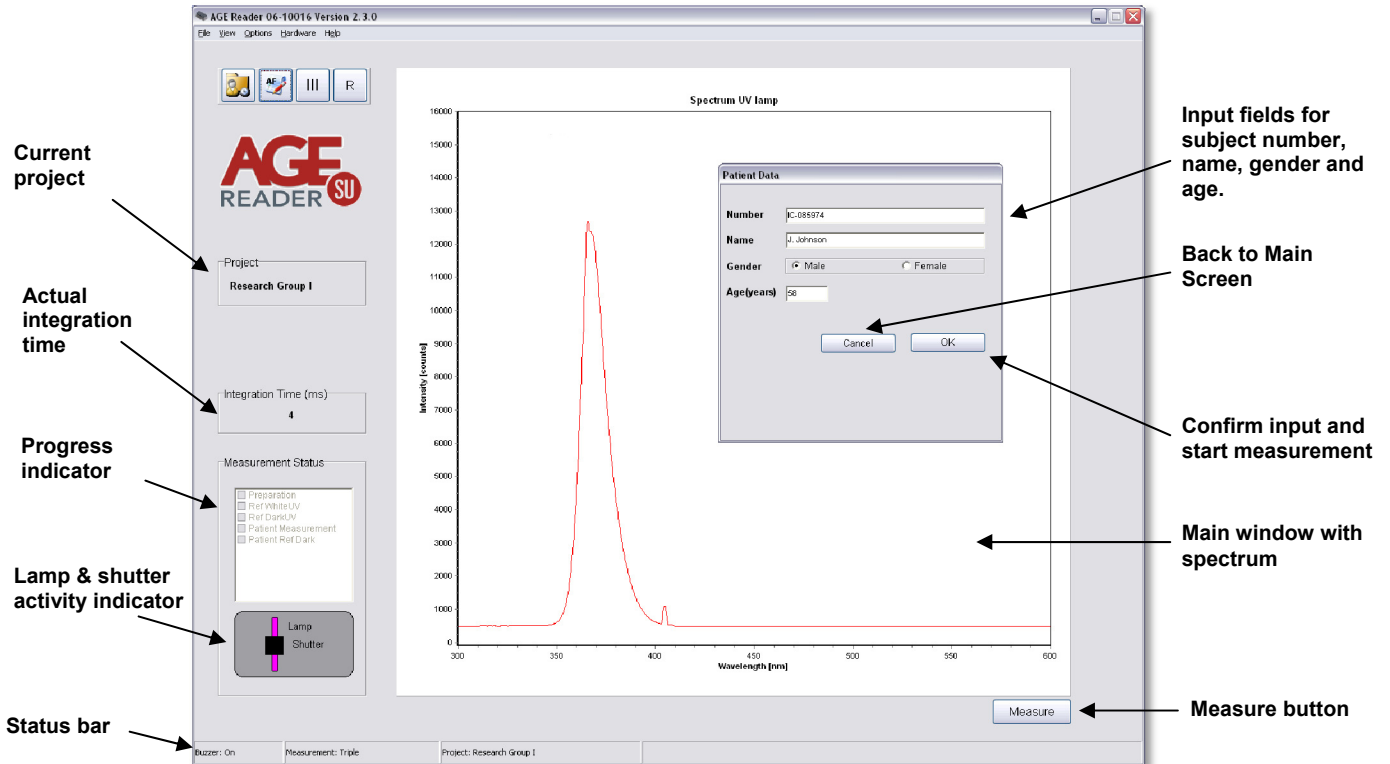 AGE Reader 06-10016 Version 2.3.0
File View Options Hardware Help
AF III R
AGE
READER SU
Current
project
Project
Research Group I
Actual
integration
time
Integration Time (ms)
4
Progress
indicator
Measurement Status
Preparation
Ref WhiteUV
Ref DarkUV
Patient Measurement
Patient Ref Dark
Lamp & shutter
activity indicator
Lamp
Shutter
Status bar
Buzzer: On
Measurement: Triple
Project: Research Group I
Spectrum UV lamp
Intensity [counts]
16000
15000
14000
13000
12000
11000
10000
9000
8000
7000
6000
5000
4000
3000
2000
1000
0
300 350 400 450 500 550 600
Wavelength [nm]
Patient Data
Number IC-085974
Name J. Johnson
Gender Male Female
Age(years) 58
Cancel OK
Measure
Input fields for
subject number,
name, gender and
age.
Back to Main
Screen
Confirm input and
start measurement
Main window with
spectrum
Measure button